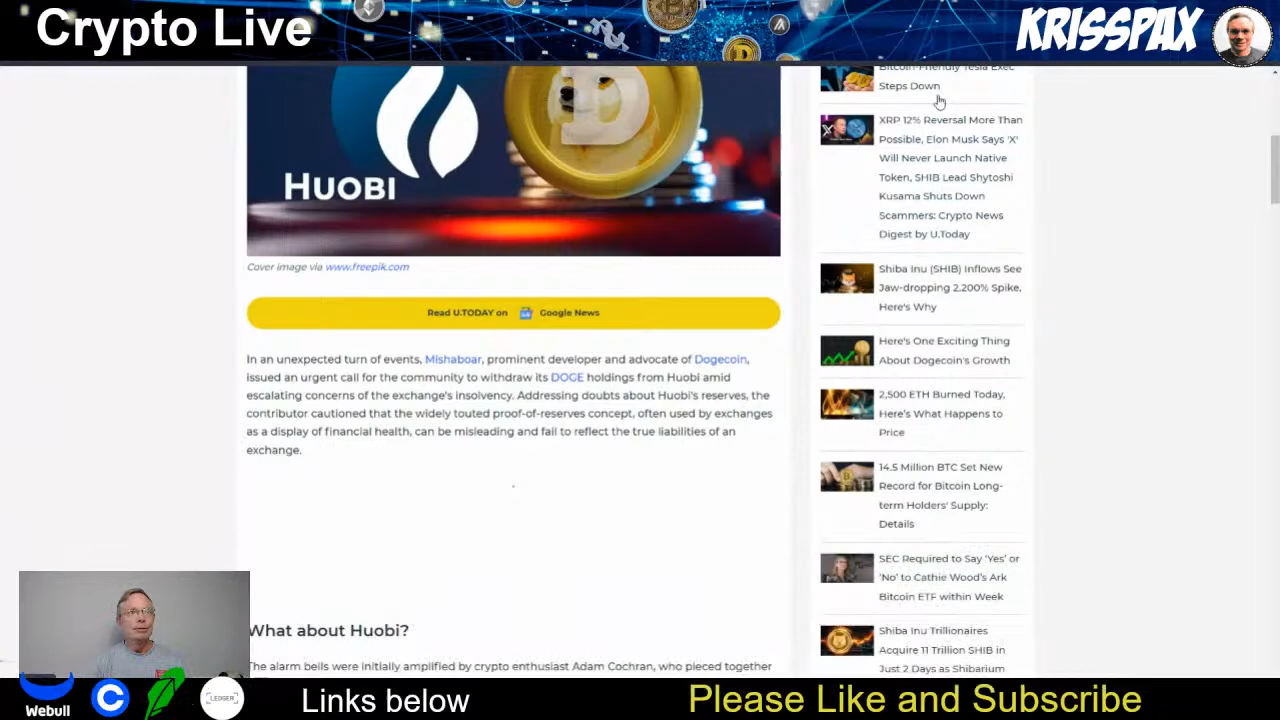 Crypto Live
KRISSPAX
HUOBI
Cover image via www.freepik.com
Read U.TODAY on Google News
In an unexpected turn of events, Mishaboar, prominent developer and advocate of Dogecoin,
issued an urgent call for the community to withdraw its DOGE holdings from Huobi amid
escalating concerns of the exchange's insolvency. Addressing doubts about Huobi's reserves, the
contributor cautioned that the widely touted proof-of-reserves concept, often used by exchanges
as a display of financial health, can be misleading and fail to reflect the true liabilities of an
exchange.
What about Huobi?
The alarm bells were initially amplified by crypto enthusiast Adam Cochran, who pieced together
Bitcoin-Friendly Tesla Exec
Steps Down
XRP 12% Reversal More Than
Possible, Elon Musk Says 'X'
Will Never Launch Native
Token, SHIB Lead Shytoshi
Kusama Shuts Down
Scammers: Crypto News
Digest by U.Today
Shiba Inu (SHIB) Inflows See
Jaw-dropping 2,200% Spike,
Here's Why
Here's One Exciting Thing
About Dogecoin's Growth
2,500 ETH Burned Today,
Here's What Happens to
Price
14.5 Million BTC Set New
Record for Bitcoin Long-
term Holders' Supply:
Details
SEC Required to Say 'Yes' or
'No' to Cathie Wood's Ark
Bitcoin ETF within Week
Shiba Inu Trillionaires
Acquire 11 Trillion SHIB in
Just 2 Days as Shibarium
Webull
LEDGER
Links below
Please Like and Subscribe